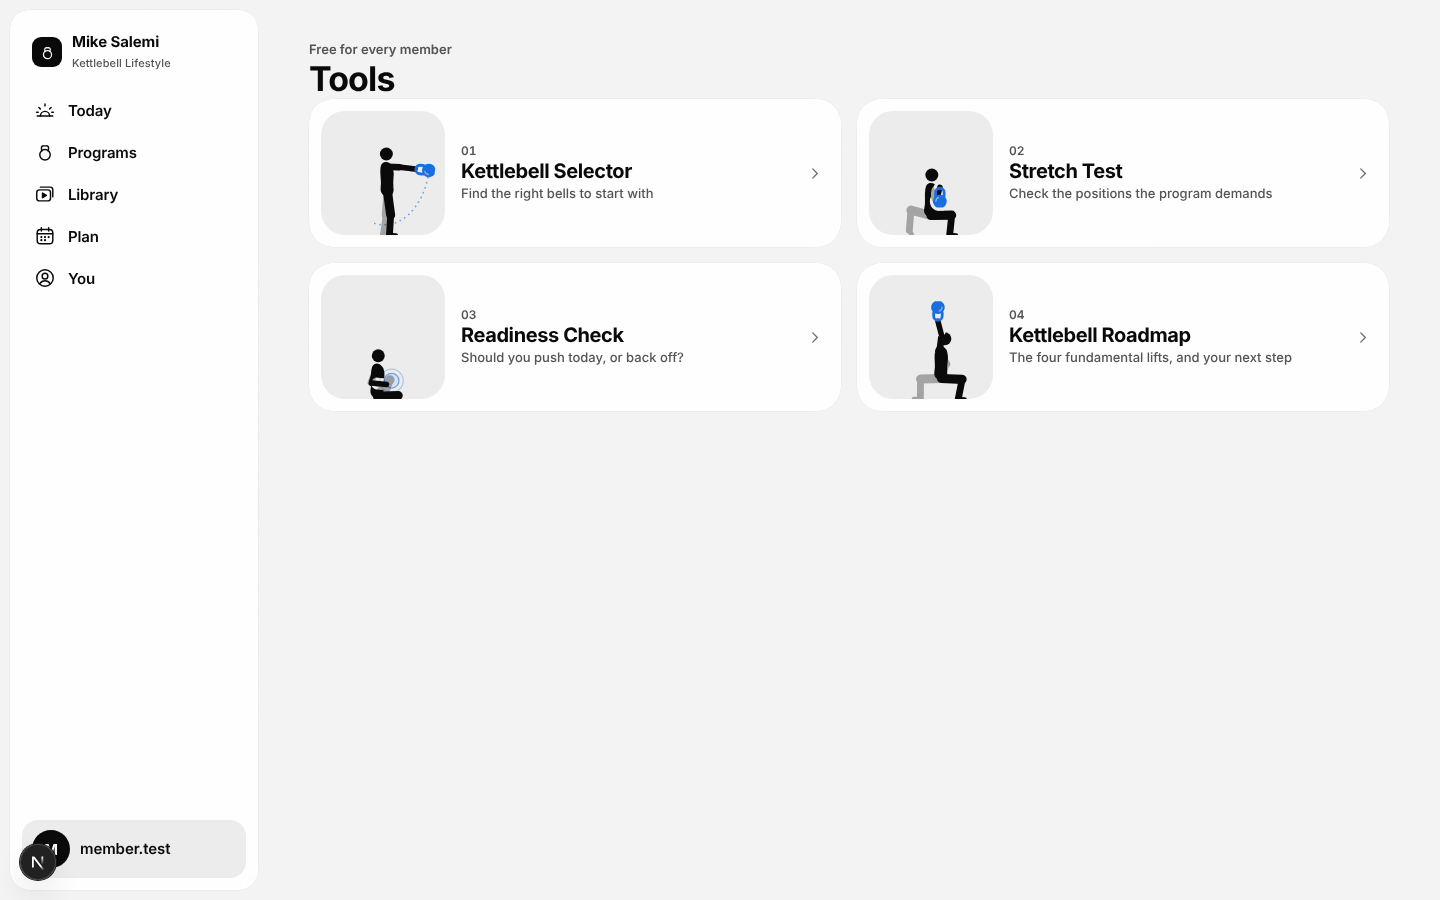 Mike Salemi
Kettlebell Lifestyle
Today
Programs
Library
Plan
You
M
member.test
N
Free for every member
Tools
01
Kettlebell Selector
Find the right bells to start with
02
Stretch Test
Check the positions the program demands
03
Readiness Check
Should you push today, or back off?
04
Kettlebell Roadmap
The four fundamental lifts, and your next step